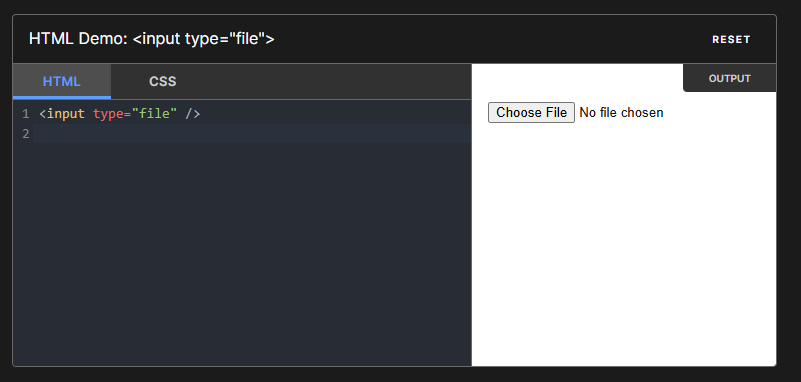 HTML Demo: <input type="file">
RESET
HTML CSS
OUTPUT
1 <input type="file" />
2
Choose File No file chosen